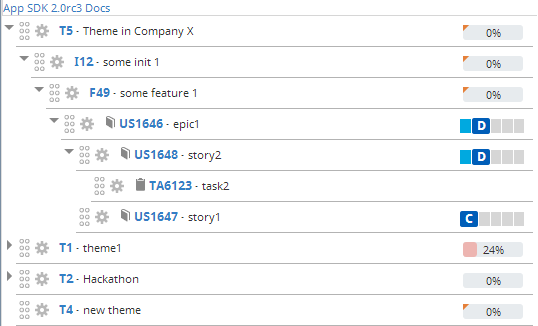 App SDK 2.0rc3 Docs
T5 - Theme in Company X 0%
I12 - some init 1 0%
F49 - some feature 1 0%
US1646 - epic1 D
US1648 - story2 D
TA6123 - task2
US1647 - story1 C
T1 - theme1 24%
T2 - Hackathon 0%
T4 - new theme 0%